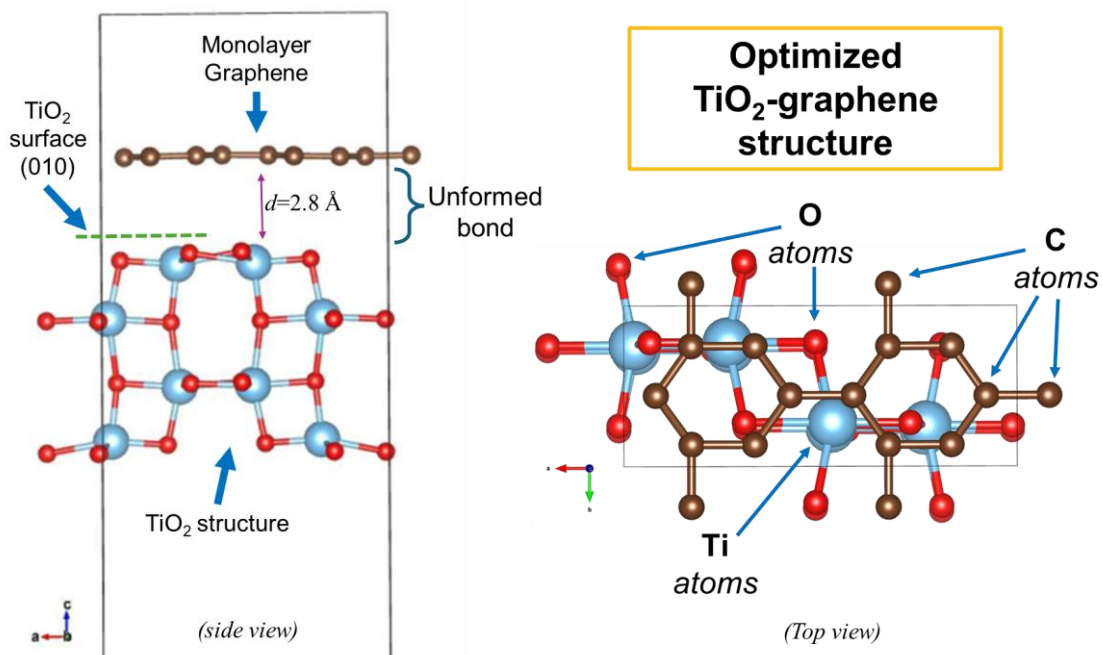 Monolayer
Graphene
TiO₂
surface
(010)
d=2.8 Å
Unformed
bond
TiO₂ structure
c
a
b
(side view)
Optimized
TiO₂-graphene
structure
O
atoms
C
atoms
a
b
Ti
atoms
(Top view)